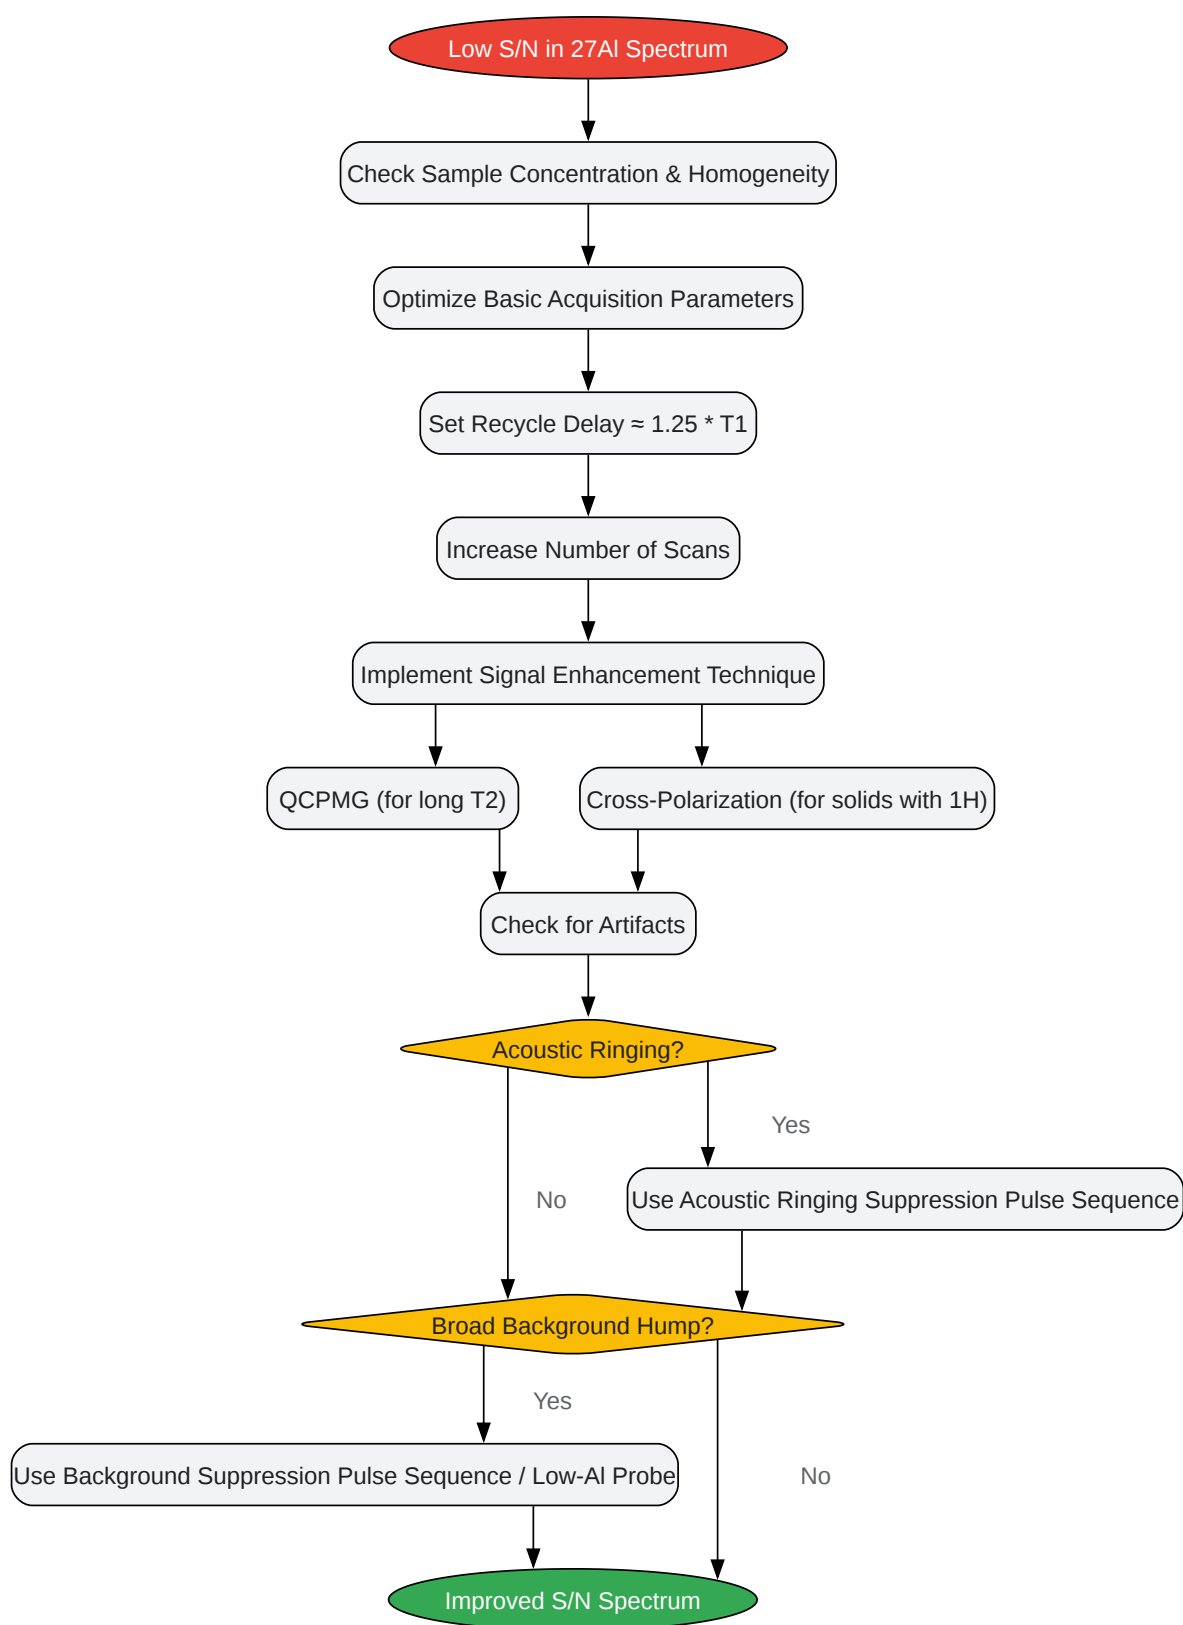 Low S/N in 27Al Spectrum
Check Sample Concentration & Homogeneity
Optimize Basic Acquisition Parameters
Set Recycle Delay ≈ 1.25 * T1
Increase Number of Scans
Implement Signal Enhancement Technique
QCPMG (for long T2)
Cross-Polarization (for solids with 1H)
Check for Artifacts
Acoustic Ringing?
Yes
No
Use Acoustic Ringing Suppression Pulse Sequence
Broad Background Hump?
Yes
Use Background Suppression Pulse Sequence / Low-Al Probe
No
Improved S/N Spectrum